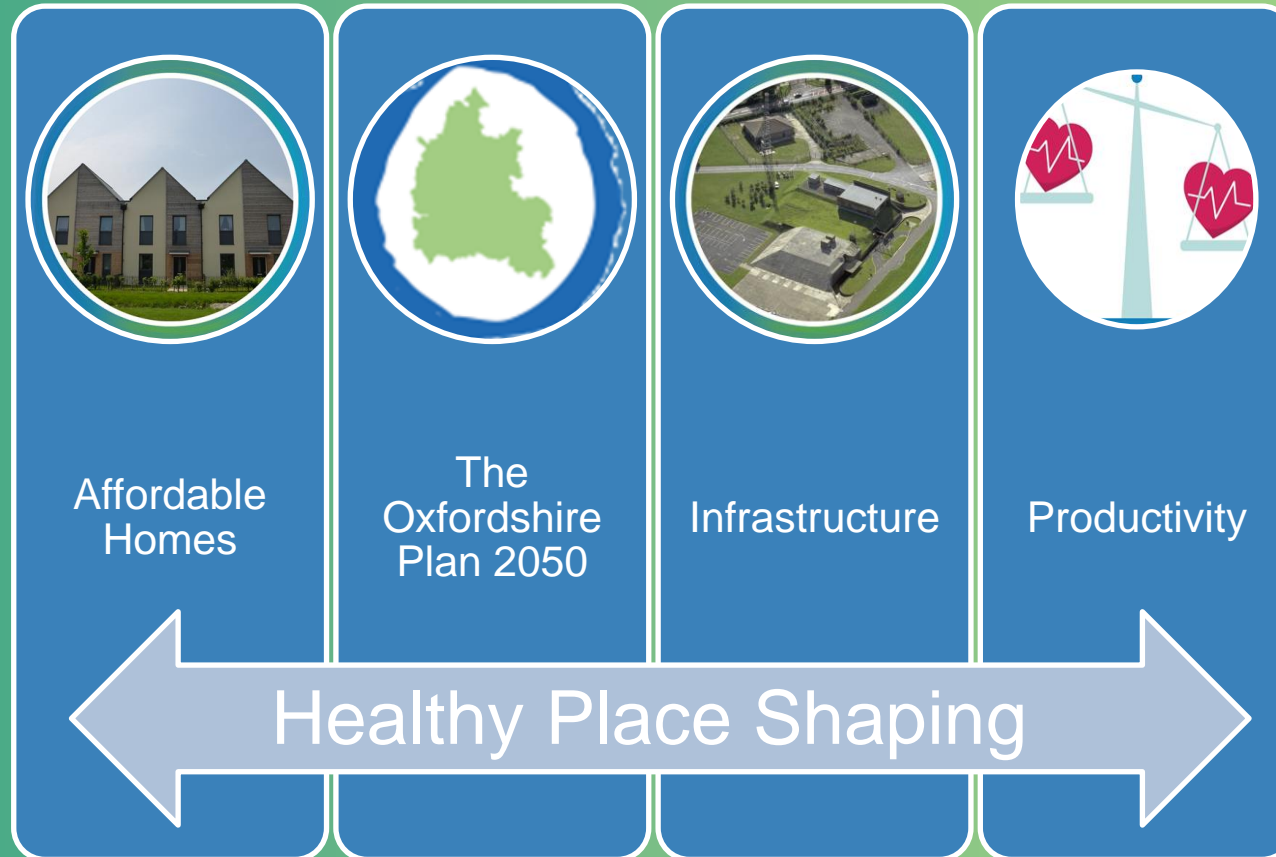 Affordable
Homes
The
Oxfordshire
Plan 2050
Infrastructure
Productivity
Healthy Place Shaping